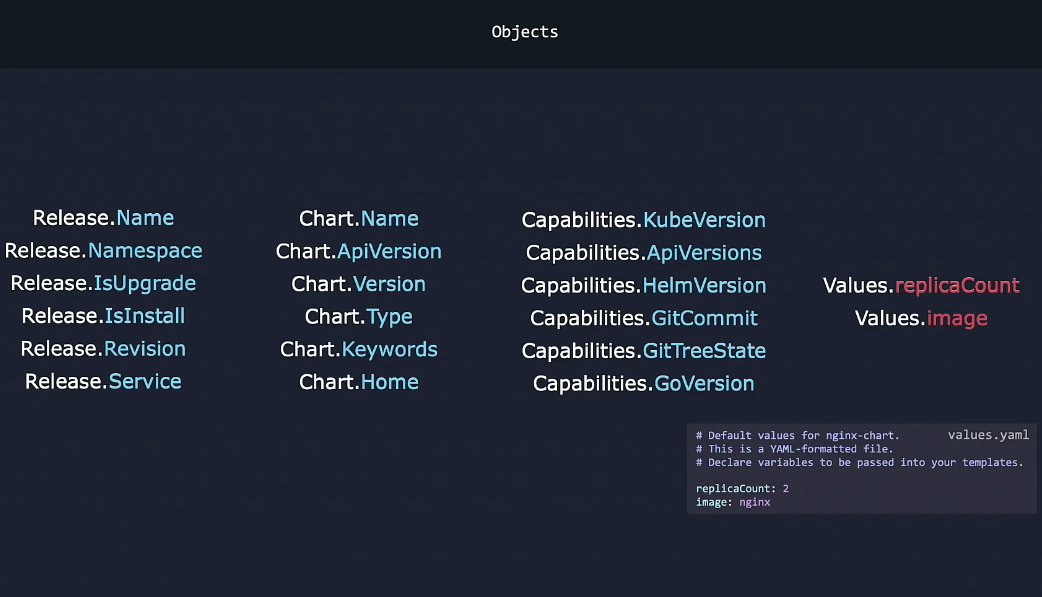 Objects
Release.Name
Release.Namespace
Release.IsUpgrade
Release.IsInstall
Release.Revision
Release.Service
Chart.Name
Chart.ApiVersion
Chart.Version
Chart.Type
Chart.Keywords
Chart.Home
Capabilities.KubeVersion
Capabilities.ApiVersions
Capabilities.HelmVersion
Capabilities.GitCommit
Capabilities.GitTreeState
Capabilities.GoVersion
Values.replicaCount
Values.image
values.yaml
# Default values for nginx-chart.
# This is a YAML-formatted file.
# Declare variables to be passed into your templates.
replicaCount: 2
image: nginx